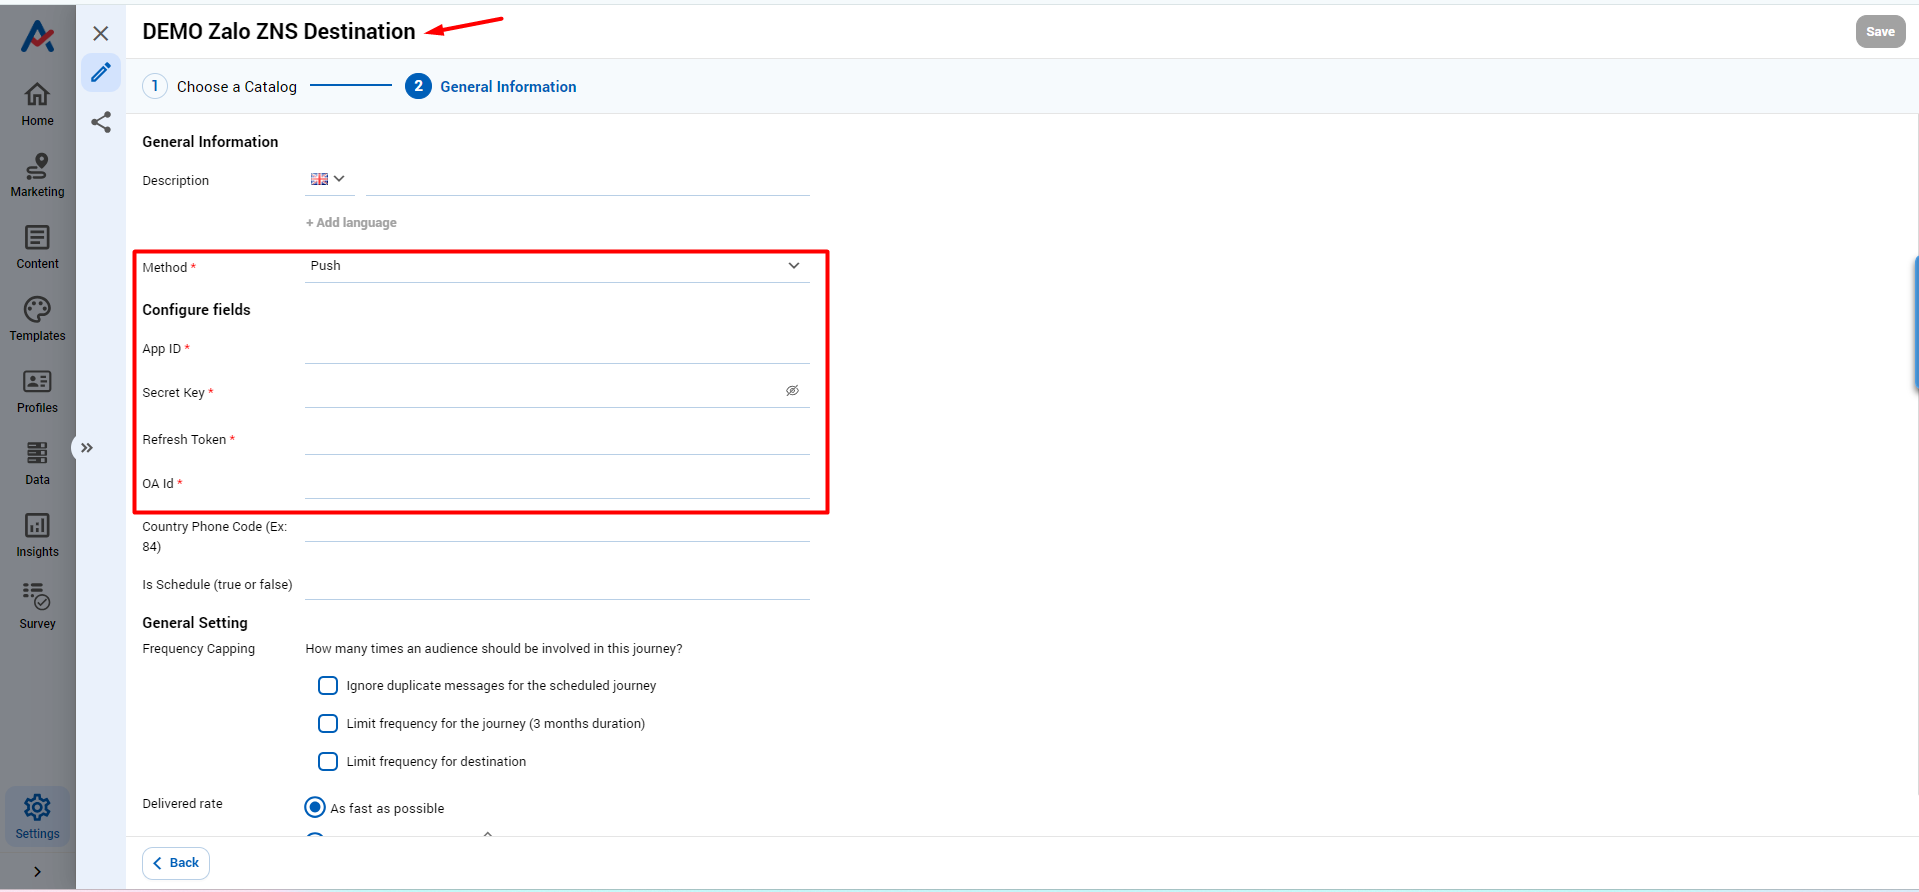 DEMO Zalo ZNS Destination
Save
1 Choose a Catalog
2 General Information
Home
Marketing
Content
Templates
Profiles
Data
Insights
Survey
Settings
General Information
Description
+ Add language
Method * Push
Configure fields
App ID *
Secret Key *
Refresh Token *
OA Id *
Country Phone Code (Ex:
84)
Is Schedule (true or false)
General Setting
Frequency Capping How many times an audience should be involved in this journey?
Ignore duplicate messages for the scheduled journey
Limit frequency for the journey (3 months duration)
Limit frequency for destination
Delivered rate As fast as possible
Back